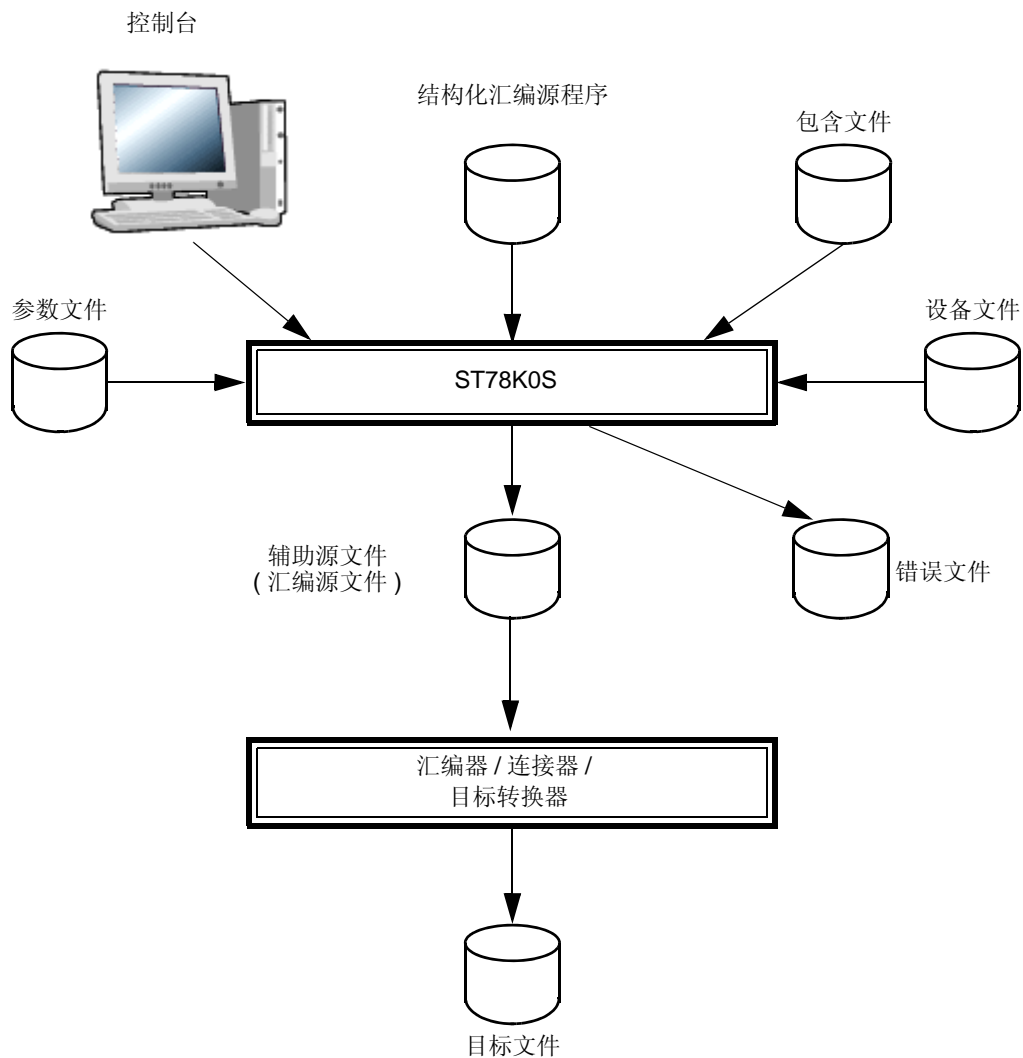 控制台
结构化汇编源程序
包含文件
参数文件
设备文件
ST78K0S
辅助源文件
( 汇编源文件 )
错误文件
汇编器 / 连接器 /
目标转换器
目标文件